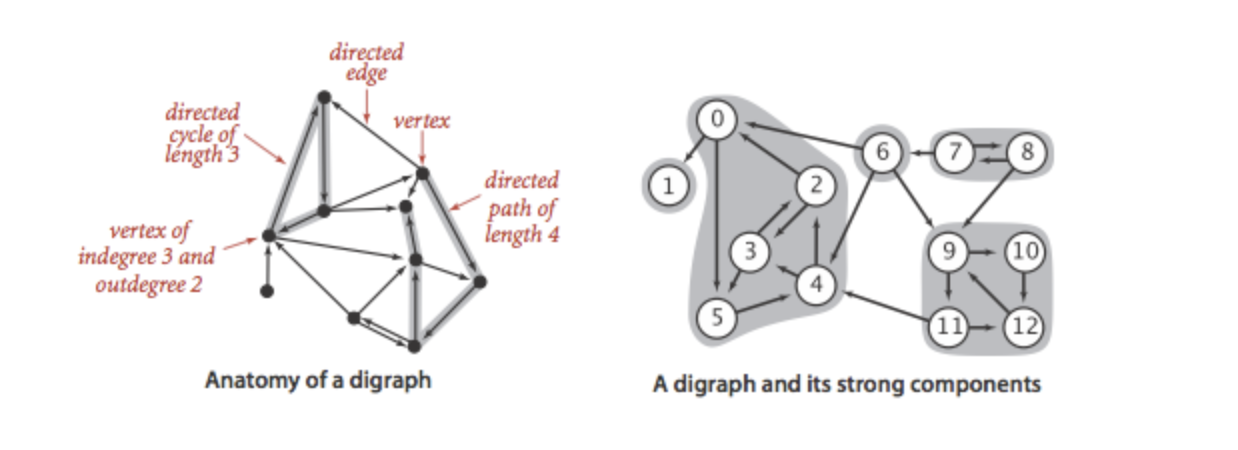 directed
edge
directed
cycle of
length 3
vertex
directed
path of
length 4
vertex of
indegree 3 and
outdegree 2
Anatomy of a digraph
0
6
7
8
1
2
3
9
10
4
5
11
12
A digraph and its strong components